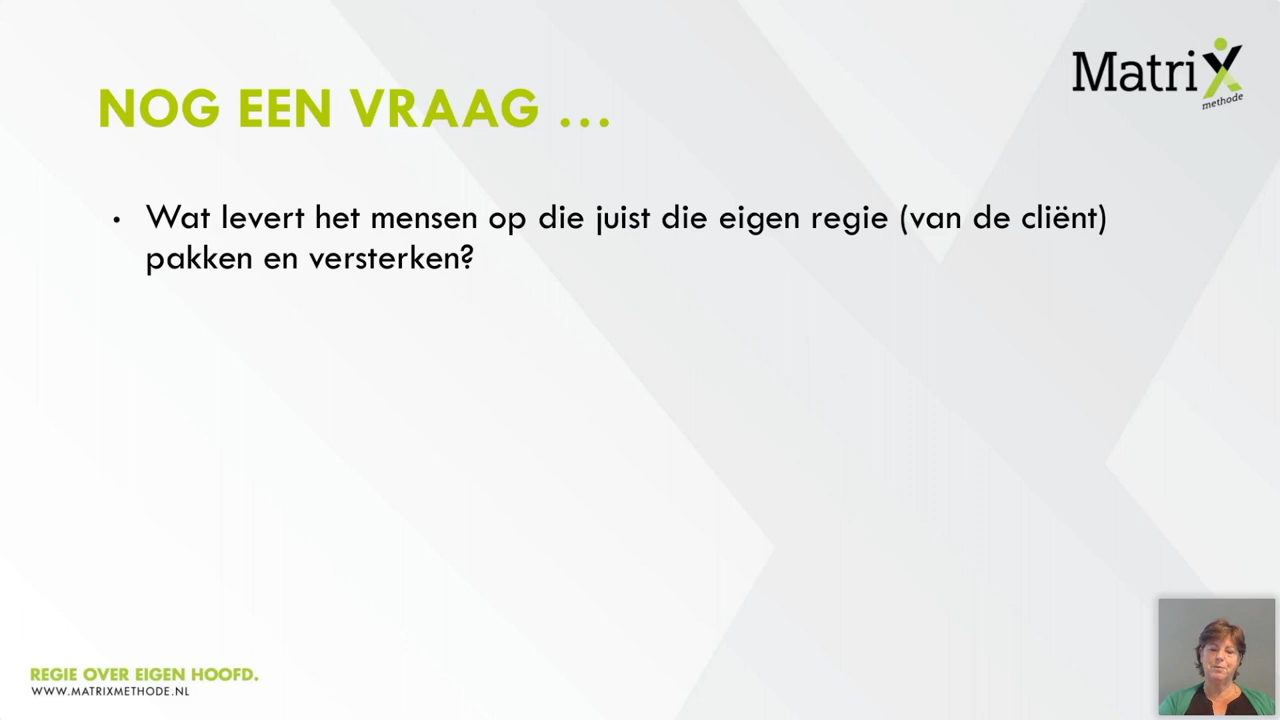 Matrix
methode
NOG EEN VRAAG ...
• Wat levert het mensen op die juist die eigen regie (van de cliënt)
pakken en versterken?
REGIE OVER EIGEN HOOFD.
WWW.MATRIXMETHODE.NL